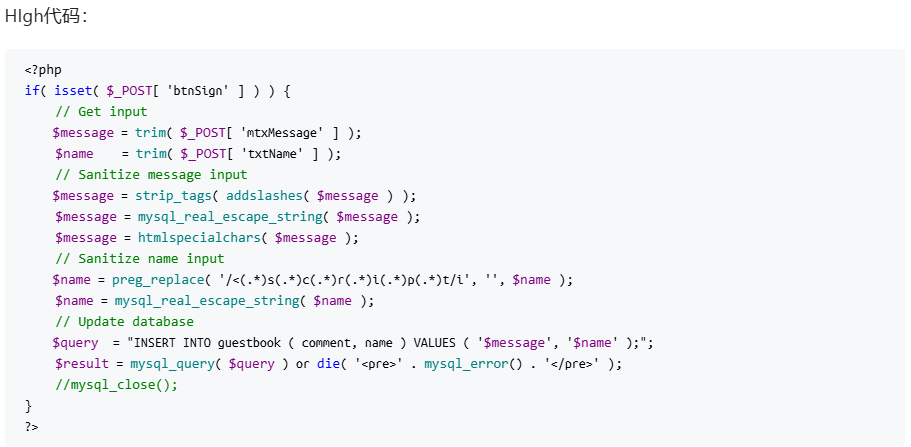 HIgh代码：
<?php
if( isset( $_POST[ 'btnSign' ] ) ) {
    // Get input
    $message = trim( $_POST[ 'mtxMessage' ] );
    $name    = trim( $_POST[ 'txtName' ] );
    // Sanitize message input
    $message = strip_tags( addslashes( $message ) );
    $message = mysql_real_escape_string( $message );
    $message = htmlspecialchars( $message );
    // Sanitize name input
    $name = preg_replace( '/<(.*)s(.*)c(.*)r(.*)i(.*)p(.*)t/i', '', $name );
    $name = mysql_real_escape_string( $name );
    // Update database
    $query  = "INSERT INTO guestbook ( comment, name ) VALUES ( '$message', '$name' );";
    $result = mysql_query( $query ) or die( '<pre>' . mysql_error() . '</pre>' );
    //mysql_close();
}
?>